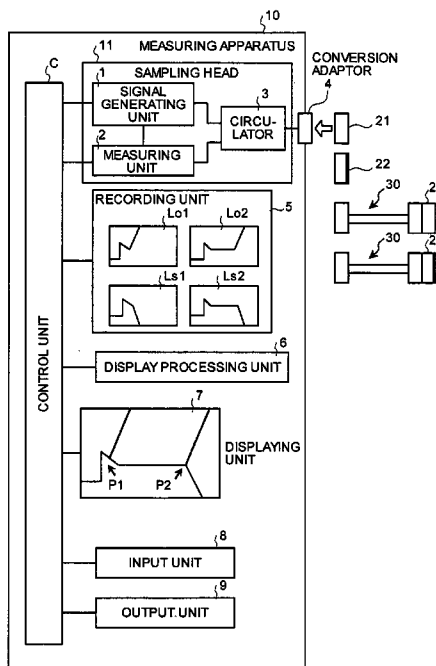 10
MEASURING APPARATUS
C
11
SAMPLING HEAD
CONVERSION
ADAPTOR
1
SIGNAL
GENERATING
UNIT
3
CIRCU-
LATOR
4
21
2
MEASURING
UNIT
22
RECORDING UNIT
5
30
2
Lo1
Lo2
30
2
Ls1
Ls2
CONTROL UNIT
6
DISPLAY PROCESSING UNIT
7
DISPLAYING
UNIT
P1
P2
8
INPUT UNIT
9
OUTPUT.UNIT